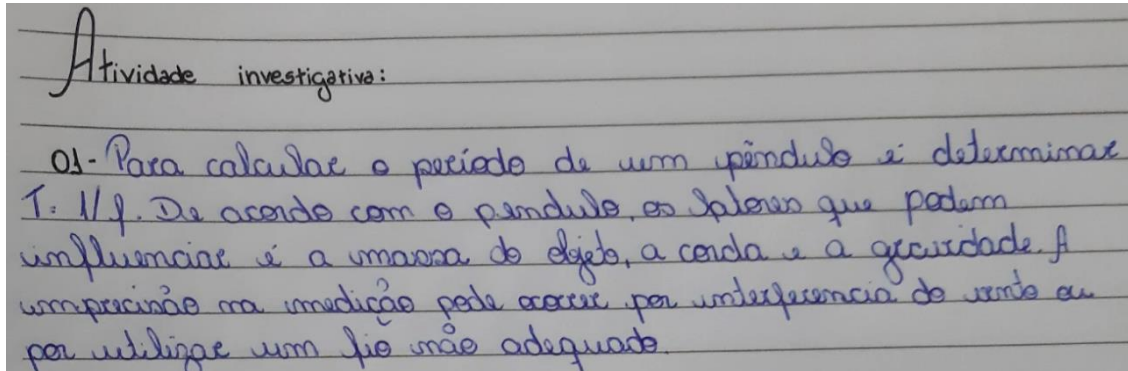 Atividade investigativa:
01- Para calcular o período de um pêndulo é determinar
T: 1/f. De acordo com o pendulo, os fatores que podem
influenciar é a massa do objeto, a corda e a gravidade. A
imprecisão na medição pode ocorrer por interferencia do vento ou
por utilizar um fio não adequado.